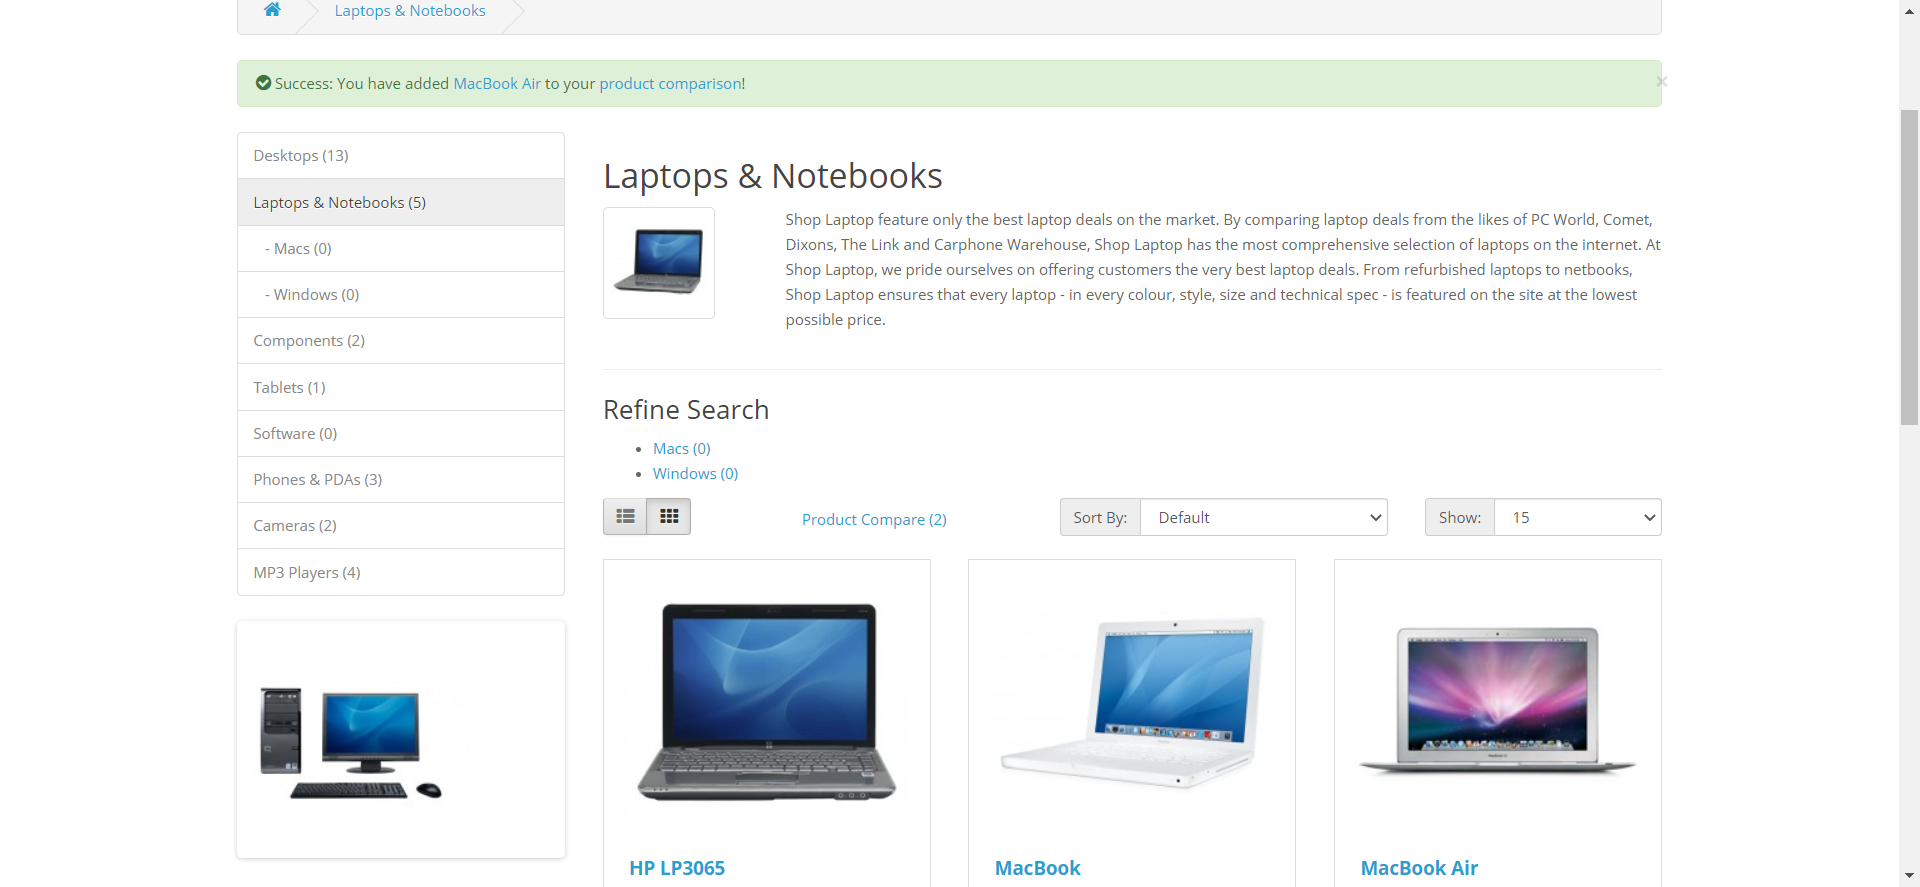 Laptops & Notebooks
Success: You have added MacBook Air to your product comparison!
×
Desktops (13)
Laptops & Notebooks (5)
- Macs (0)
- Windows (0)
Components (2)
Tablets (1)
Software (0)
Phones & PDAs (3)
Cameras (2)
MP3 Players (4)
Laptops & Notebooks
Shop Laptop feature only the best laptop deals on the market. By comparing laptop deals from the likes of PC World, Comet,
Dixons, The Link and Carphone Warehouse, Shop Laptop has the most comprehensive selection of laptops on the internet. At
Shop Laptop, we pride ourselves on offering customers the very best laptop deals. From refurbished laptops to netbooks,
Shop Laptop ensures that every laptop - in every colour, style, size and technical spec - is featured on the site at the lowest
possible price.
Refine Search
Macs (0)
Windows (0)
Product Compare (2)
Sort By: Default
Show: 15
HP LP3065
MacBook
MacBook Air